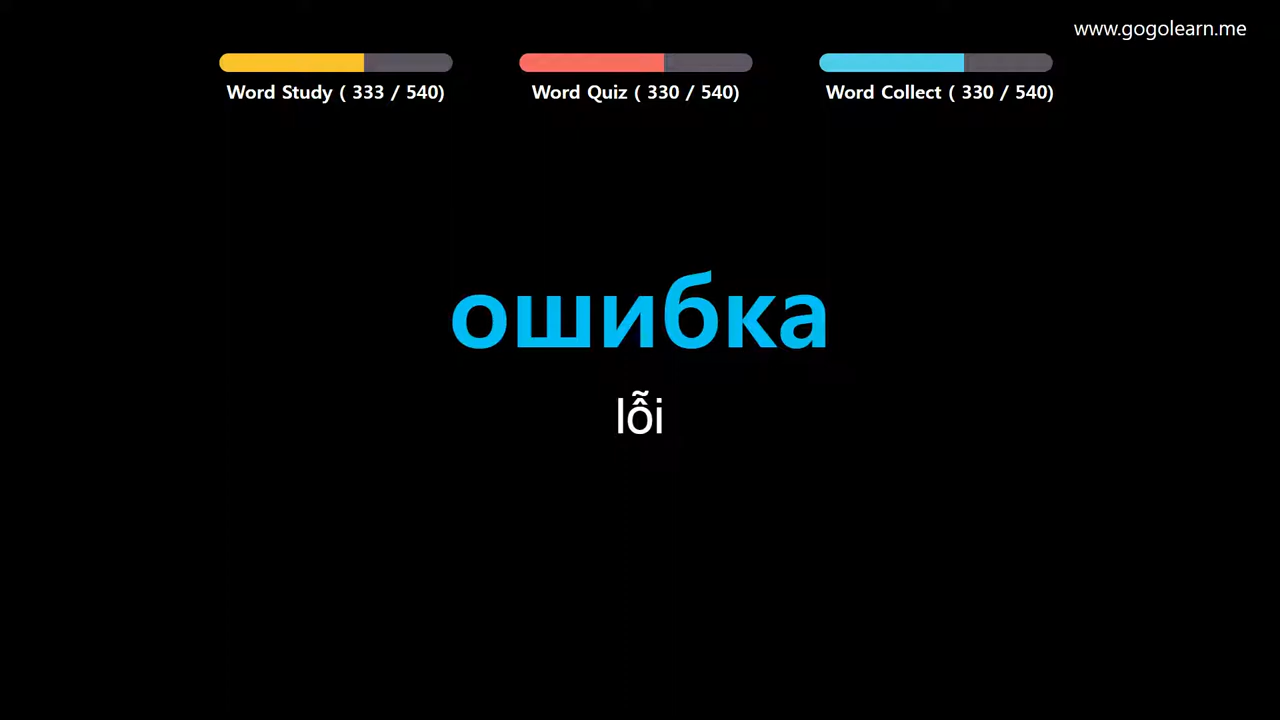 www.gogolearn.me
Word Study ( 333 / 540)
Word Quiz ( 330 / 540)
Word Collect ( 330 / 540)
ошибка
lỗi